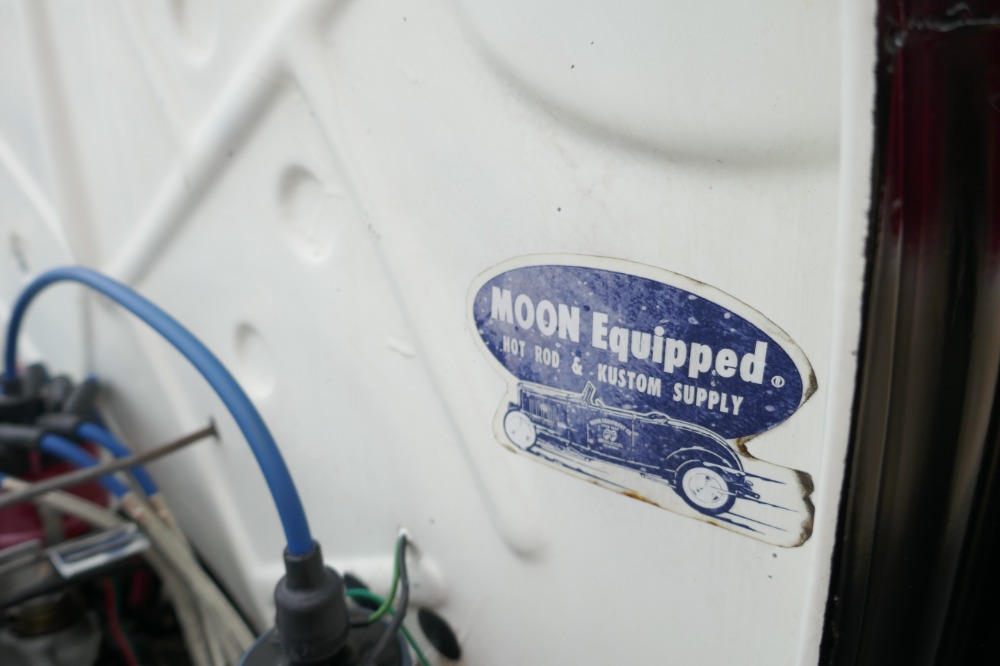 MOON Equipped®
HOT ROD & KUSTOM SUPPLY